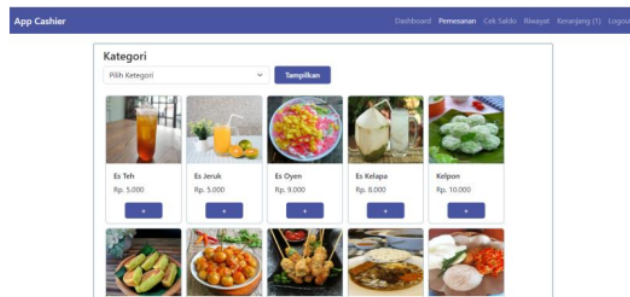 App Cashier
Dashboard Pemesanan Cek Saldo Riwayat Keranjang (1) Logout
Kategori
Pilih Ketegori
Tampilkan
Es Teh Es Jeruk Es Oyen Es Kelapa Kelpon
Rp. 5.000 Rp. 5.000 Rp. 9.000 Rp. 8.000 Rp. 10.000
+ + + + +